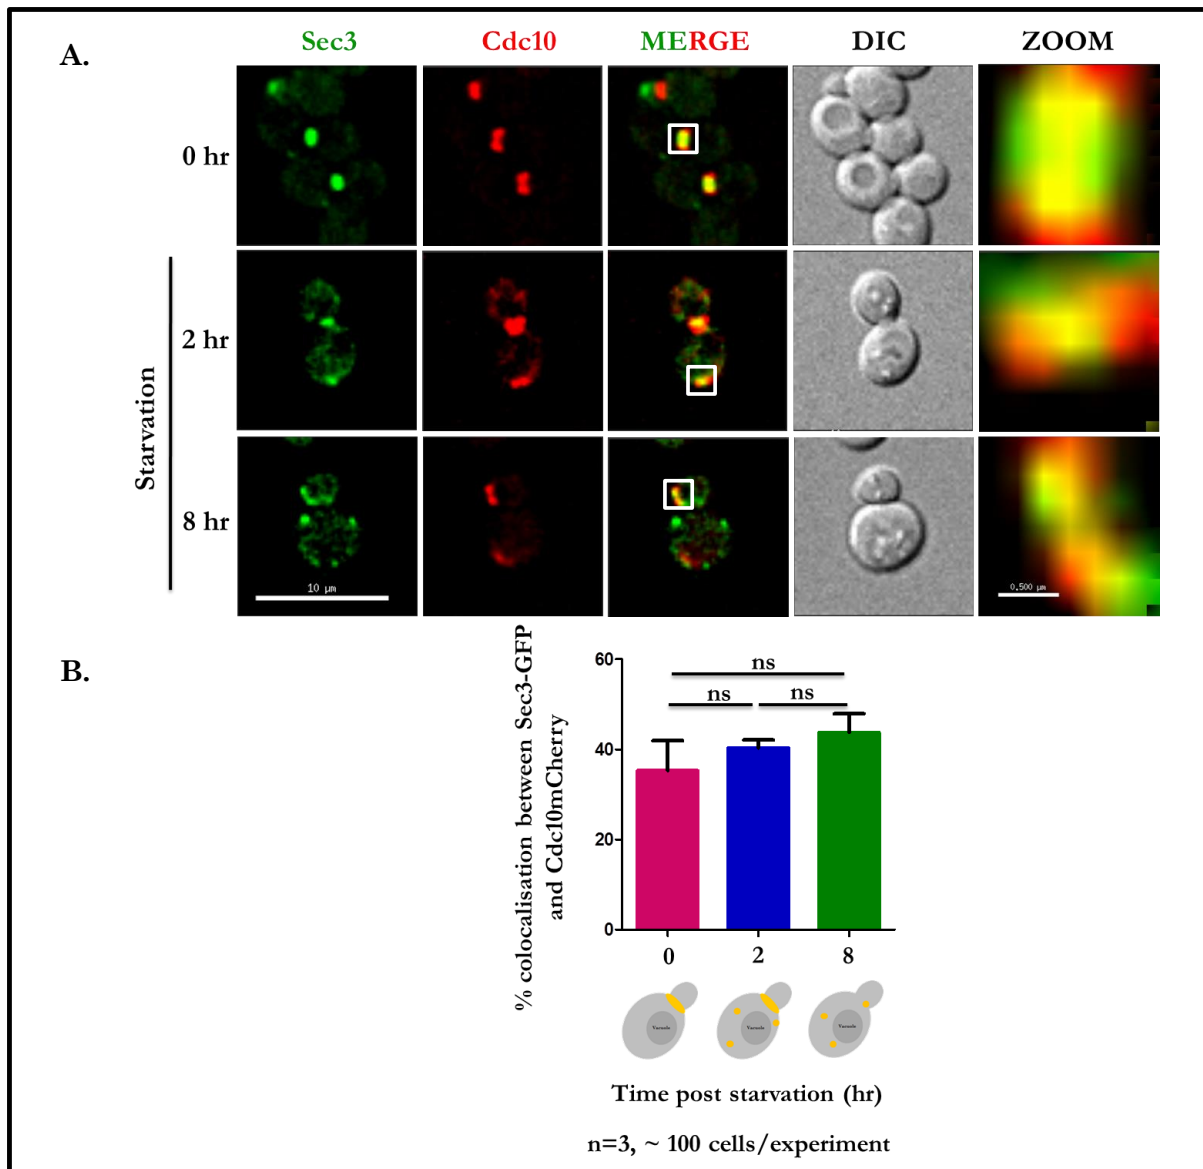 A.
Sec3 Cdc10 MERGE DIC ZOOM
0 hr
2 hr
8 hr
Starvation
10 µm
0.500 µm
B.
% colocalisation between Sec3-GFP
and Cdc10mCherry
60
40
20
0
ns
ns ns
0 2 8
Vacuole Vacuole Vacuole
Time post starvation (hr)
n=3, ~ 100 cells/experiment